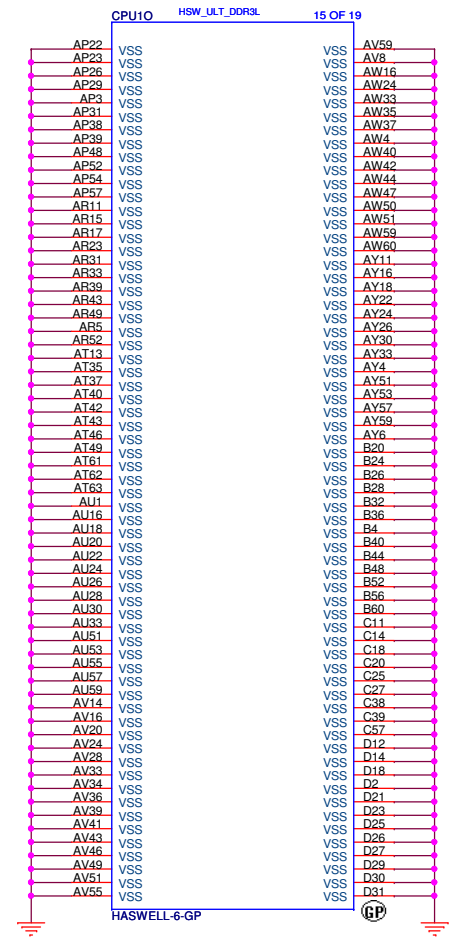 CPU1O HSW_ULT_DDR3L 15 OF 19
AP22 VSS VSS AV59
AP23 VSS VSS AV8
AP26 VSS VSS AW16
AP29 VSS VSS AW24
AP3 VSS VSS AW33
AP31 VSS VSS AW35
AP38 VSS VSS AW37
AP39 VSS VSS AW4
AP48 VSS VSS AW40
AP52 VSS VSS AW42
AP54 VSS VSS AW44
AP57 VSS VSS AW47
AR11 VSS VSS AW50
AR15 VSS VSS AW51
AR17 VSS VSS AW59
AR23 VSS VSS AW60
AR31 VSS VSS AY11
AR33 VSS VSS AY16
AR39 VSS VSS AY18
AR43 VSS VSS AY22
AR49 VSS VSS AY24
AR5 VSS VSS AY26
AR52 VSS VSS AY30
AT13 VSS VSS AY33
AT35 VSS VSS AY4
AT37 VSS VSS AY51
AT40 VSS VSS AY53
AT42 VSS VSS AY57
AT43 VSS VSS AY59
AT46 VSS VSS AY6
AT49 VSS VSS B20
AT61 VSS VSS B24
AT62 VSS VSS B26
AT63 VSS VSS B28
AU1 VSS VSS B32
AU16 VSS VSS B36
AU18 VSS VSS B4
AU20 VSS VSS B40
AU22 VSS VSS B44
AU24 VSS VSS B48
AU26 VSS VSS B52
AU28 VSS VSS B56
AU30 VSS VSS B60
AU33 VSS VSS C11
AU51 VSS VSS C14
AU53 VSS VSS C18
AU55 VSS VSS C20
AU57 VSS VSS C25
AU59 VSS VSS C27
AV14 VSS VSS C38
AV16 VSS VSS C39
AV20 VSS VSS C57
AV24 VSS VSS D12
AV28 VSS VSS D14
AV33 VSS VSS D18
AV34 VSS VSS D2
AV36 VSS VSS D21
AV39 VSS VSS D23
AV41 VSS VSS D25
AV43 VSS VSS D26
AV46 VSS VSS D27
AV49 VSS VSS D29
AV51 VSS VSS D30
AV55 VSS VSS D31
HASWELL-6-GP GP